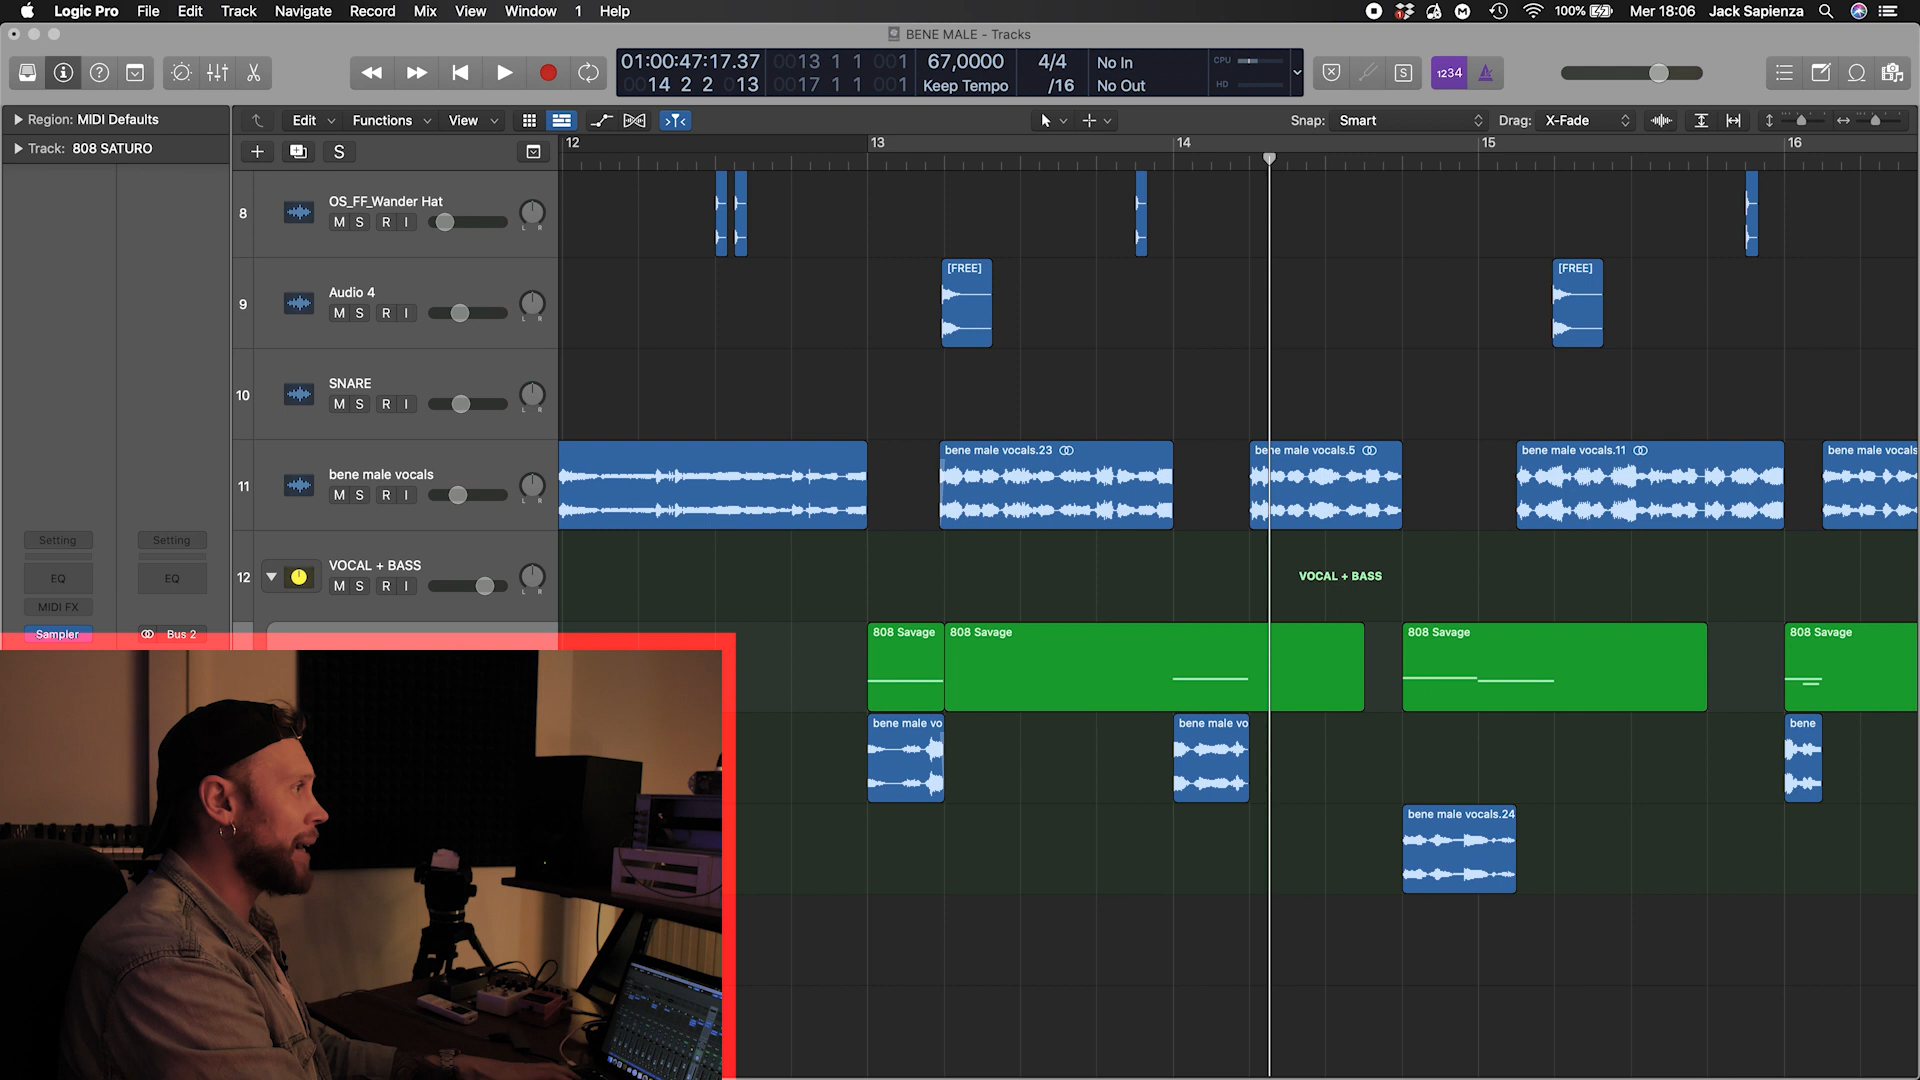 Logic Pro File Edit Track Navigate Record Mix View Window 1 Help
1 100% Mer 18:06 Jack Sapienza
BENE MALE - Tracks
01:00:47:17.37 0013 1 1 001 67,0000 4/4 No In CPU
0014 2 2 013 0017 1 1 001 Keep Tempo /16 No Out HD
S 1234
Region: MIDI Defaults
Track: 808 SATURO
Edit Functions View Snap: Smart Drag: X-Fade
S
12 13 14 15 16
8
OS_FF_Wander Hat
M S R I L R
9
Audio 4
M S R I L R
[FREE] [FREE]
10
SNARE
M S R I L R
11
bene male vocals
M S R I L R
bene male vocals.23 bene male vocals.5 bene male vocals.11 bene male vocals
12
VOCAL + BASS
M S R I L R
VOCAL + BASS
Setting Setting
EQ EQ
MIDI FX
Sampler Bus 2
808 Savage 808 Savage 808 Savage 808 Savage
bene male vo bene male vo bene
bene male vocals.24